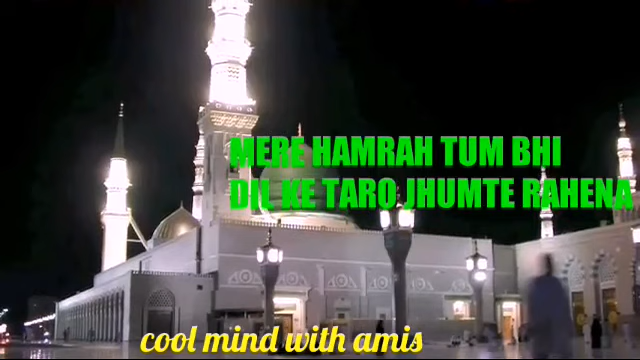 MERE HAMRAH TUM BHI
DIL KE TARO JHUMTE RAHENA
cool mind with amis